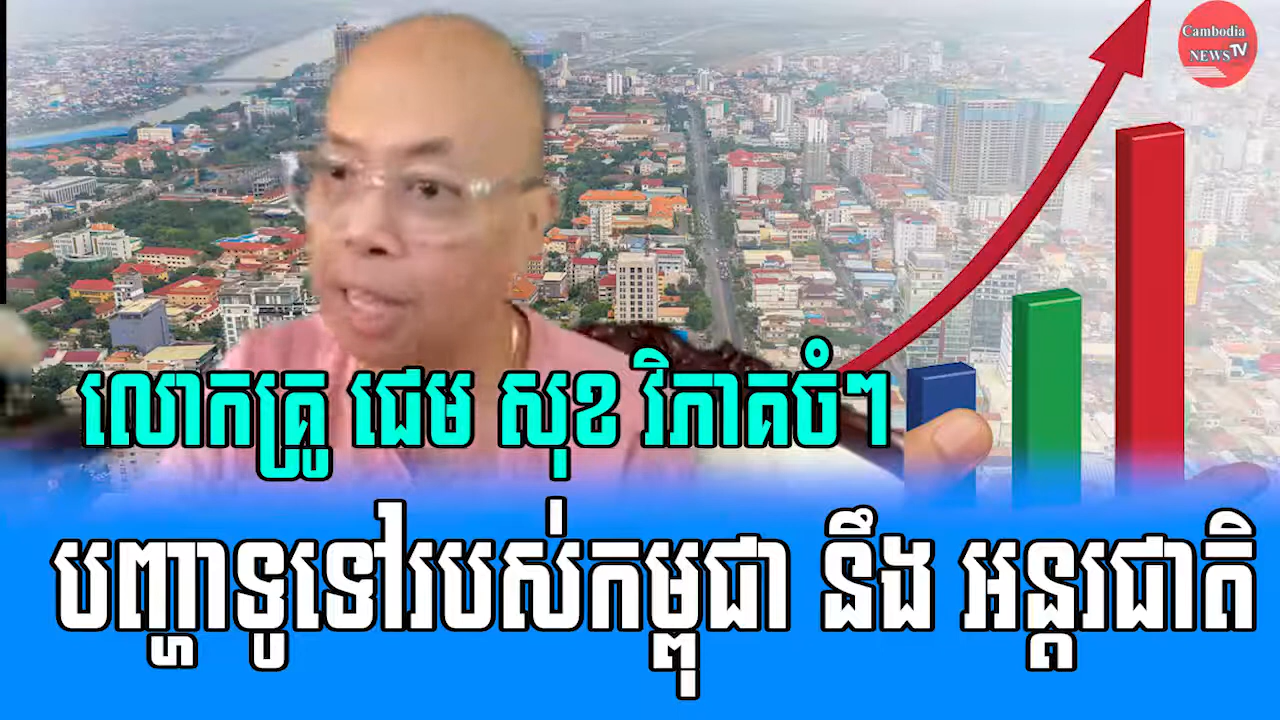 Cambodia
NEWS TV
លោកគ្រូ ជេម សុខ វិភាគចំៗ
បញ្ហាទូទៅរបស់កម្ពុជា នឹង អន្តរជាតិ